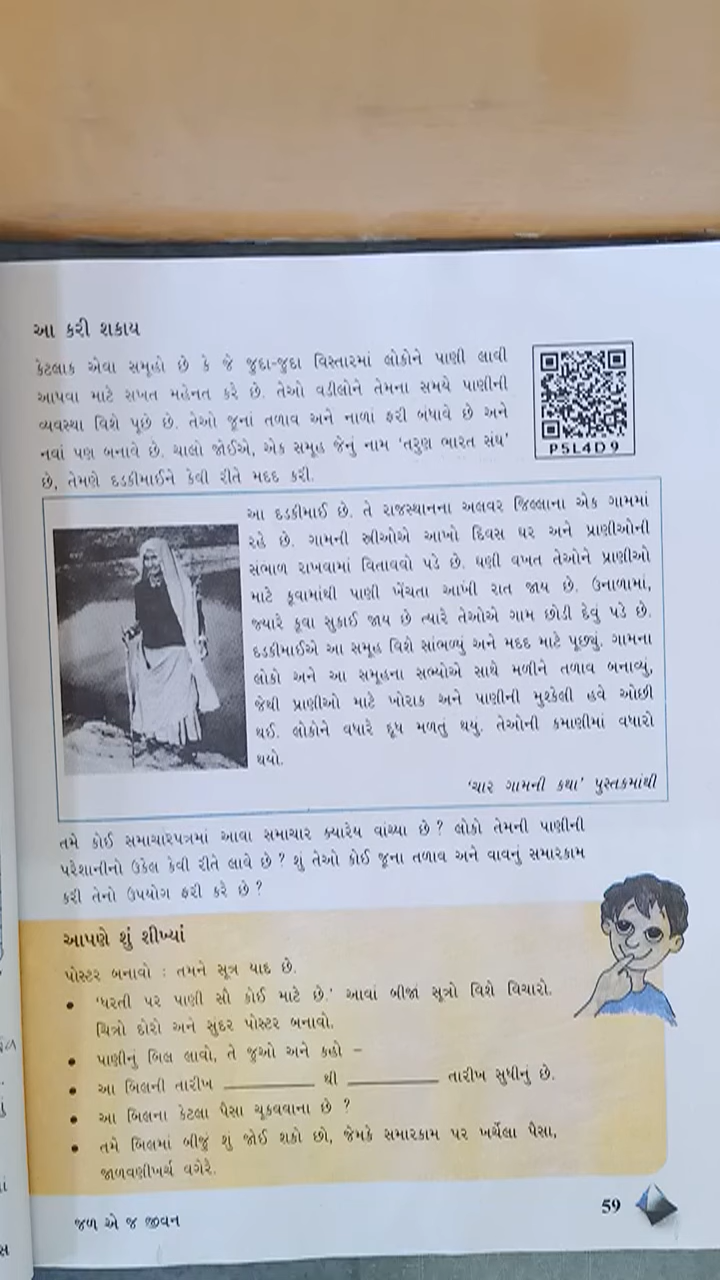 આ કરી શકાય
કેટલાક એવા સમૂહો છે કે જે જુદા-જુદા વિસ્તારમાં લોકોને પાણી લાવી
આપવા માટે સખત મહેનત કરે છે. તેઓ વડીલોને તેમના સમયે પાણીની
વ્યવસ્થા વિશે પૂછે છે. તેઓ જૂનાં તળાવ અને નાળાં ફરી બંધાવે છે અને
નવાં પણ બનાવે છે. ચાલો જોઈએ, એક સમૂહ જેનું નામ ‘તરુણ ભારત સંઘ’
છે, તેમણે દડકીમાઈને કેવી રીતે મદદ કરી.
P5L4D9
આ દડકીમાઈ છે. તે રાજસ્થાનના અલવર જિલ્લાના એક ગામમાં
રહે છે. ગામની સ્ત્રીઓએ આખો દિવસ ઘર અને પ્રાણીઓની
સંભાળ રાખવામાં વિતાવવો પડે છે. ઘણી વખત તેઓને પ્રાણીઓ
માટે કૂવામાંથી પાણી ખેંચતા આખી રાત જાય છે. ઉનાળામાં,
જ્યારે કૂવા સુકાઈ જાય છે ત્યારે તેઓએ ગામ છોડી દેવું પડે છે.
દડકીમાઈએ આ સમૂહ વિશે સાંભળ્યું અને મદદ માટે પૂછ્યું. ગામના
લોકો અને આ સમૂહના સભ્યોએ સાથે મળીને તળાવ બનાવ્યું,
જેથી પ્રાણીઓ માટે ખોરાક અને પાણીની મુશ્કેલી હવે ઓછી
થઈ. લોકોને વધારે દૂધ મળતું થયું. તેઓની કમાણીમાં વધારો
થયો.
‘ચાર ગામની કથા’ પુસ્તકમાંથી
તમે કોઈ સમાચારપત્રમાં આવા સમાચાર ક્યારેય વાંચ્યા છે ? લોકો તેમની પાણીની
પરેશાનીનો ઉકેલ કેવી રીતે લાવે છે ? શું તેઓ કોઈ જૂના તળાવ અને વાવનું સમારકામ
કરી તેનો ઉપયોગ ફરી કરે છે ?
આપણે શું શીખ્યાં
પોસ્ટર બનાવો : તમને સૂત્ર યાદ છે.
• ‘ધરતી પર પાણી સૌ કોઈ માટે છે.’ આવાં બીજાં સૂત્રો વિશે વિચારો.
ચિત્રો દોરો અને સુંદર પોસ્ટર બનાવો.
• પાણીનું બિલ લાવો, તે જુઓ અને કહો –
• આ બિલની તારીખ ____________ થી ____________ તારીખ સુધીનું છે.
• આ બિલના કેટલા પૈસા ચૂકવવાના છે ?
• તમે બિલમાં બીજું શું જોઈ શકો છો, જેમકે સમારકામ પર ખર્ચેલા પૈસા,
જાળવણીખર્ચ વગેરે.
જળ એ જ જીવન
59